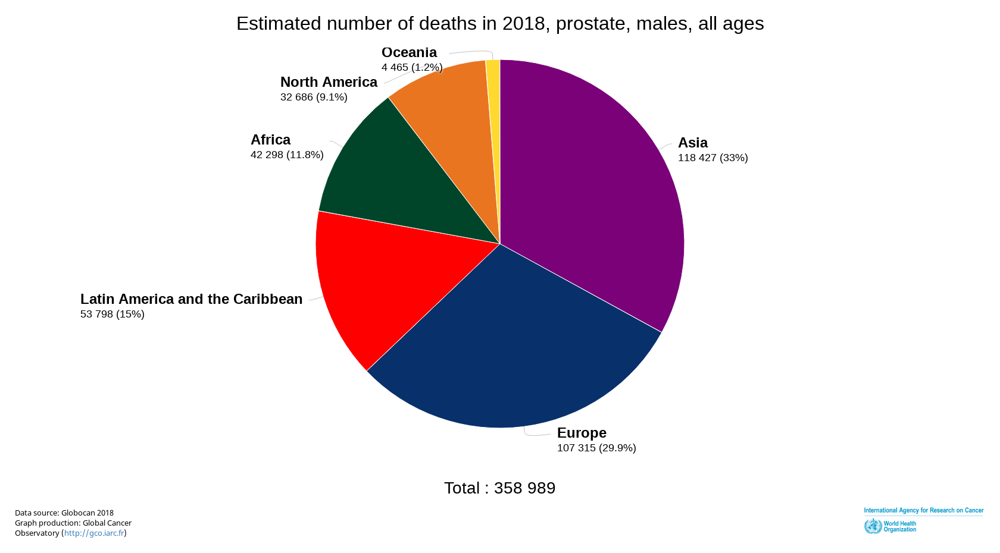 Estimated number of deaths in 2018, prostate, males, all ages
Oceania
4 465 (1.2%)
North America
32 686 (9.1%)
Africa
42 298 (11.8%)
Asia
118 427 (33%)
Latin America and the Caribbean
53 798 (15%)
Europe
107 315 (29.9%)
Total : 358 989
Data source: Globocan 2018
Graph production: Global Cancer
Observatory (http://gco.iarc.fr)
International Agency for Research on Cancer
World Health
Organization